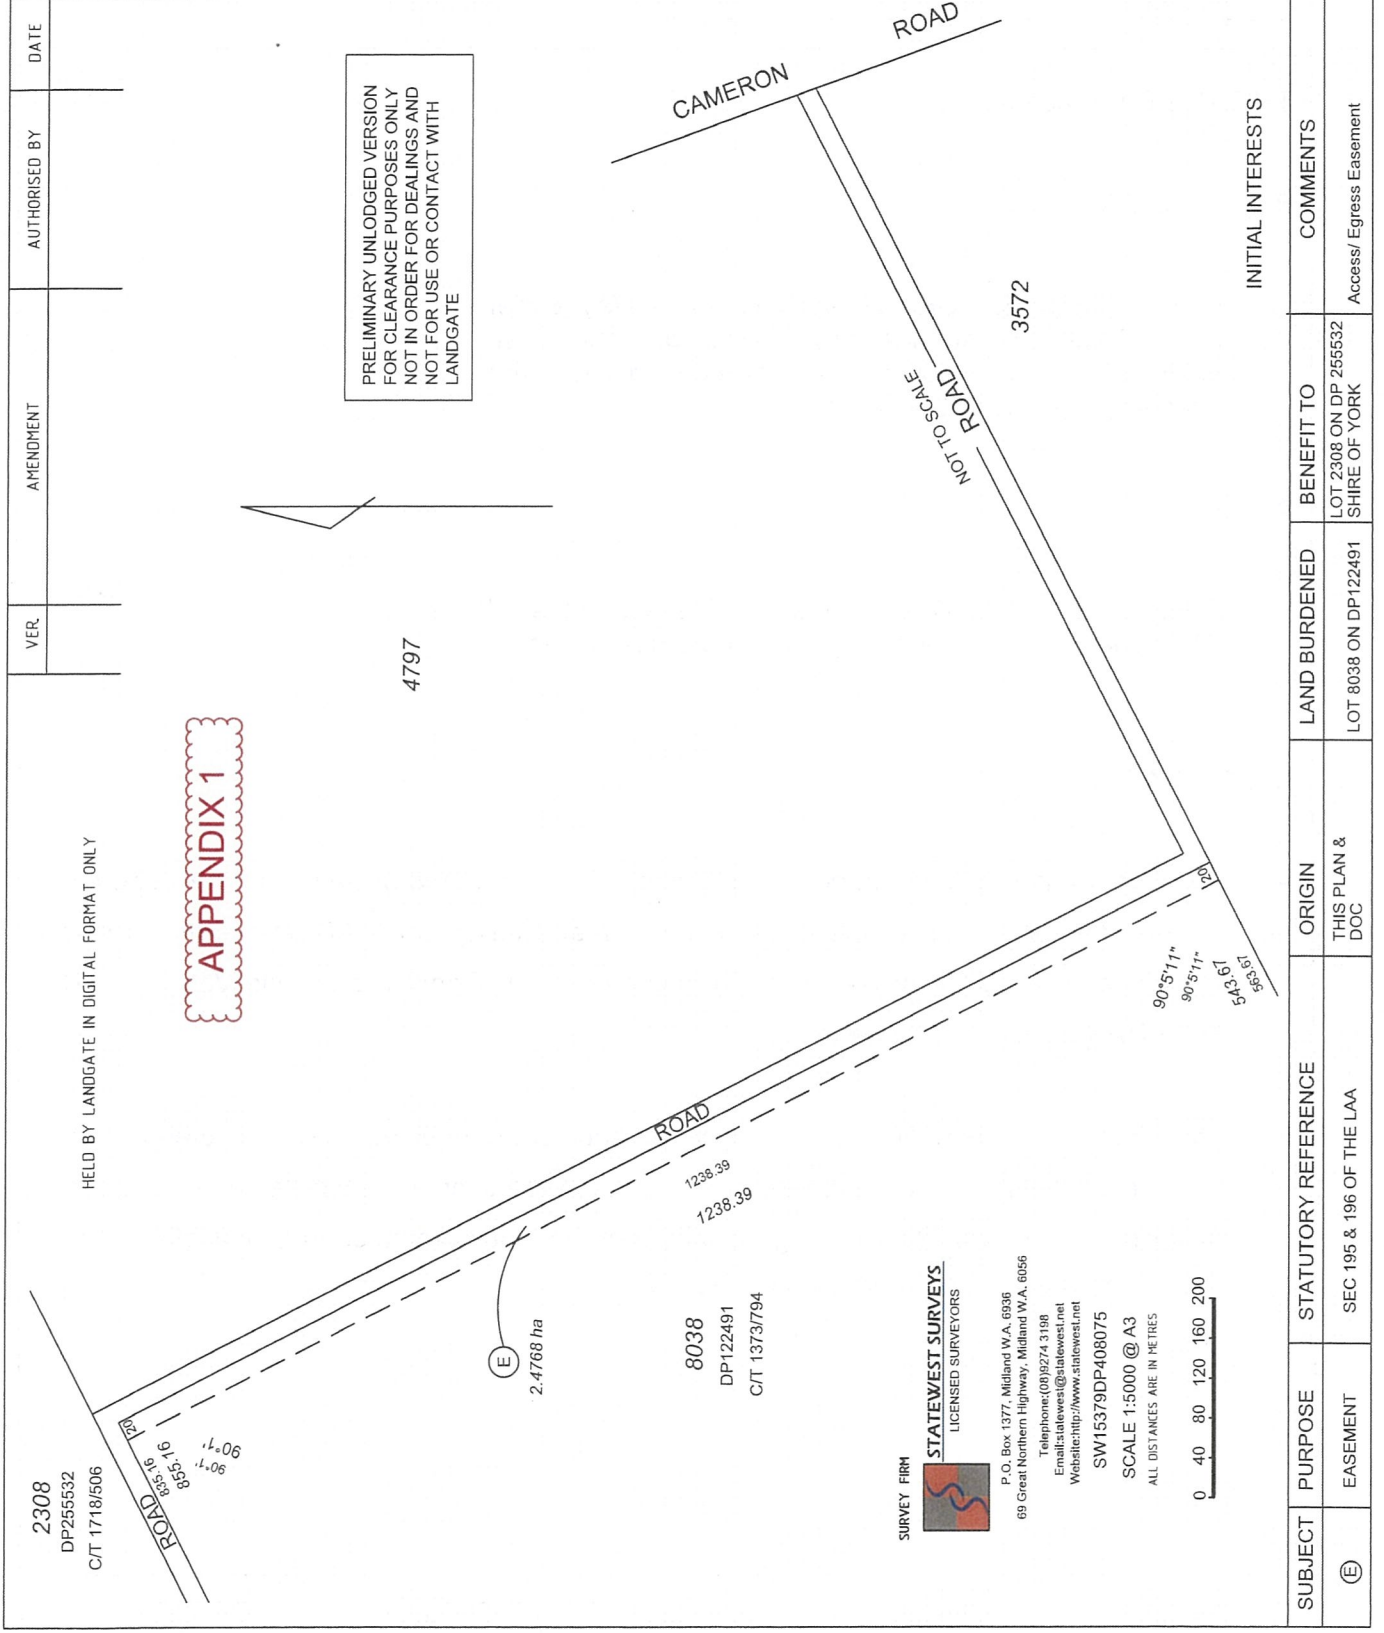 VER.
AMENDMENT
AUTHORISED BY
DATE
HELD BY LANDGATE IN DIGITAL FORMAT ONLY
APPENDIX 1
PRELIMINARY UNLODGED VERSION
FOR CLEARANCE PURPOSES ONLY
NOT IN ORDER FOR DEALINGS AND
NOT FOR USE OR CONTACT WITH
LANDGATE
2308
DP255532
C/T 1718/506
ROAD
20
835.16
855.16
90°1'
90°1'
4797
CAMERON
ROAD
E
2.4768 ha
ROAD
1238.39
1238.39
8038
DP122491
C/T 1373/794
NOT TO SCALE
ROAD
3572
20
90°5'11"
90°5'11"
543.67
563.67
SURVEY FIRM
STATEWEST SURVEYS
LICENSED SURVEYORS
P.O. Box 1377, Midland W.A. 6936
69 Great Northern Highway, Midland W.A. 6056
Telephone:(08)9274 3198
Email:statewest@statewest.net
Website:http://www.statewest.net
SW15379DP408075
SCALE 1:5000 @ A3
ALL DISTANCES ARE IN METRES
0 40 80 120 160 200
INITIAL INTERESTS
SUBJECT
PURPOSE
STATUTORY REFERENCE
ORIGIN
LAND BURDENED
BENEFIT TO
COMMENTS
E
EASEMENT
SEC 195 & 196 OF THE LAA
THIS PLAN &
DOC
LOT 8038 ON DP122491
LOT 2308 ON DP 255532
SHIRE OF YORK
Access/ Egress Easement